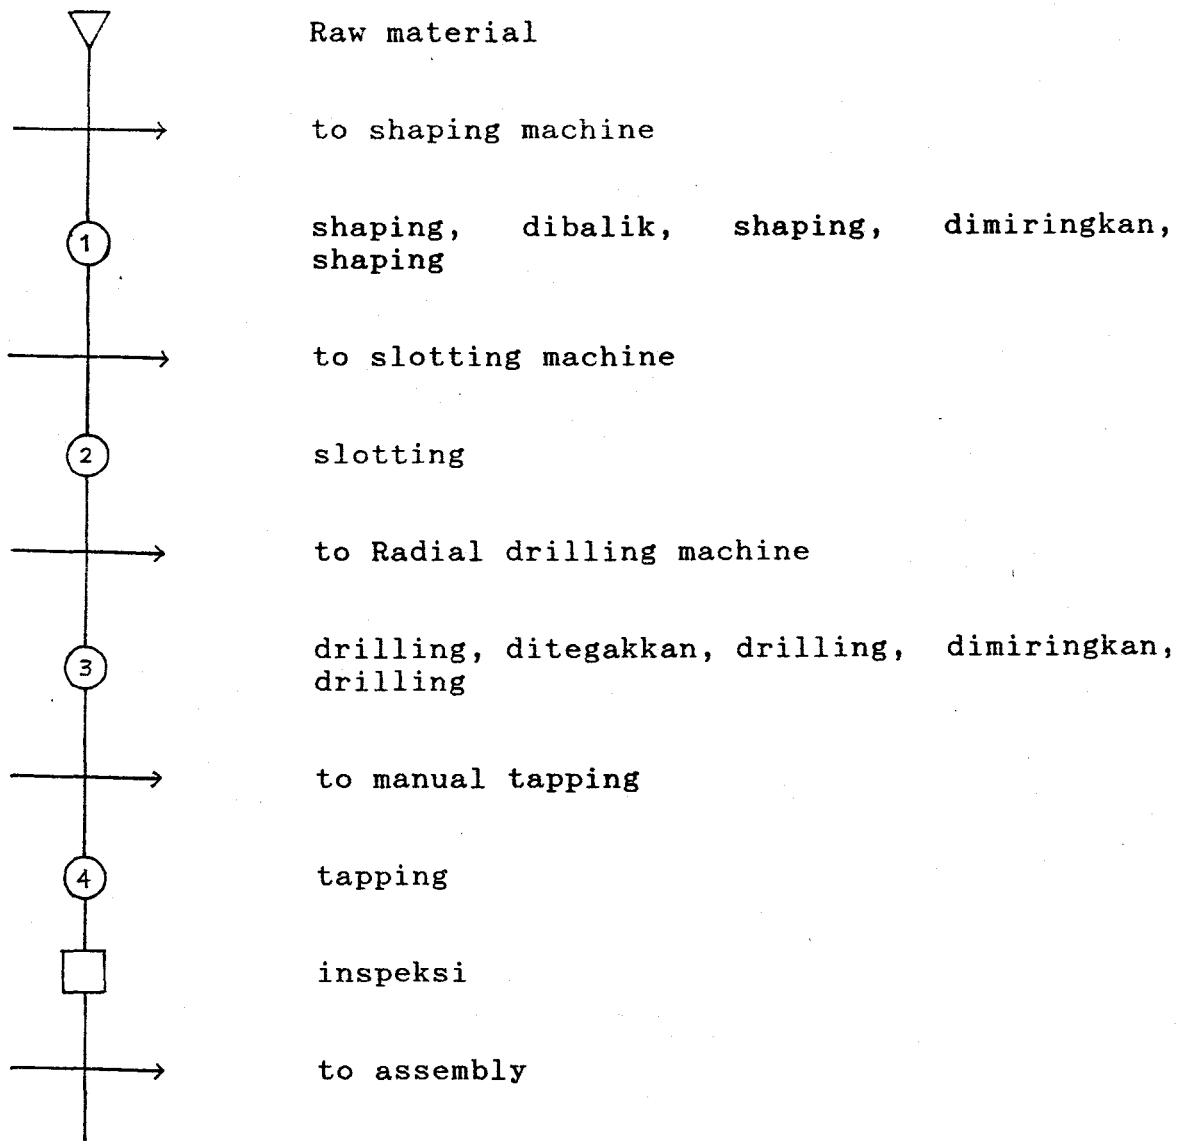 Raw material
to shaping machine
1
shaping, dibalik, shaping, dimiringkan,
shaping
to slotting machine
2
slotting
to Radial drilling machine
3
drilling, ditegakkan, drilling, dimiringkan,
drilling
to manual tapping
4
tapping
inspeksi
to assembly